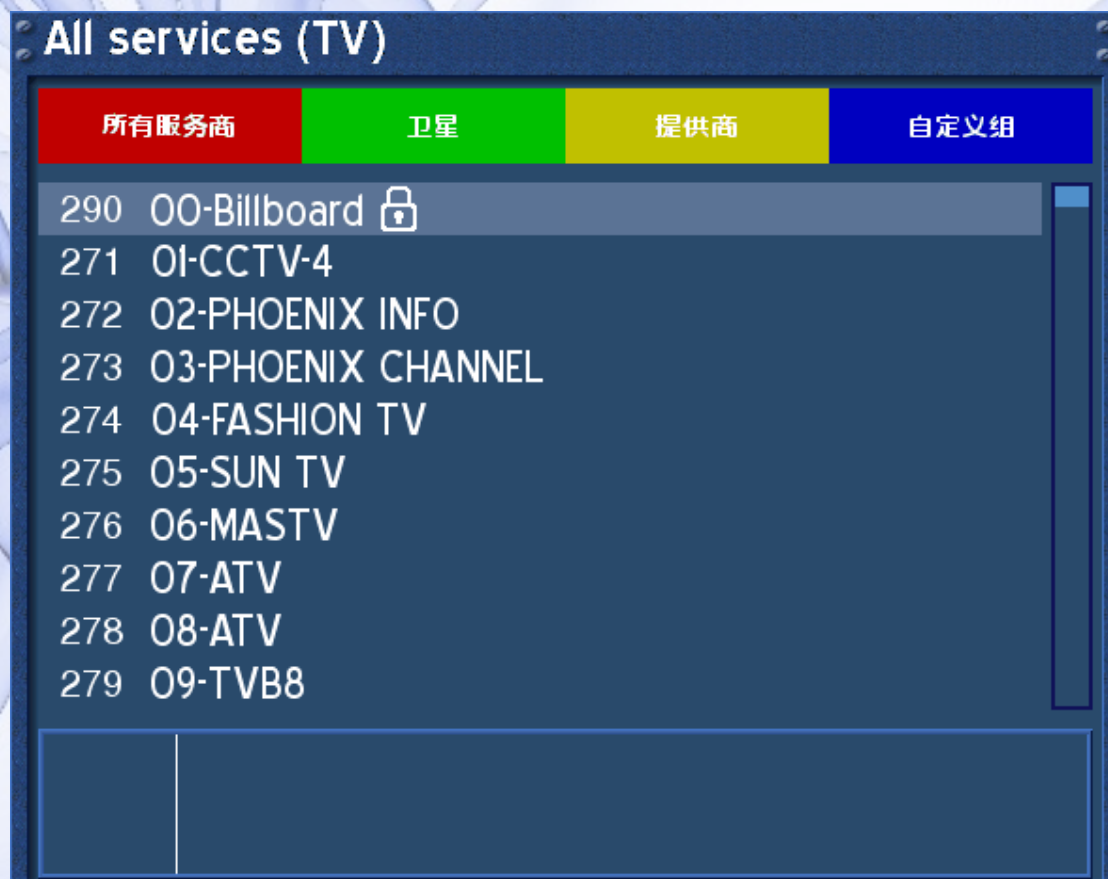 All services (TV)
所有服务商 卫星 提供商 自定义组
290 00-Billboard
271 01-CCTV-4
272 02-PHOENIX INFO
273 03-PHOENIX CHANNEL
274 04-FASHION TV
275 05-SUN TV
276 06-MASTV
277 07-ATV
278 08-ATV
279 09-TVB8